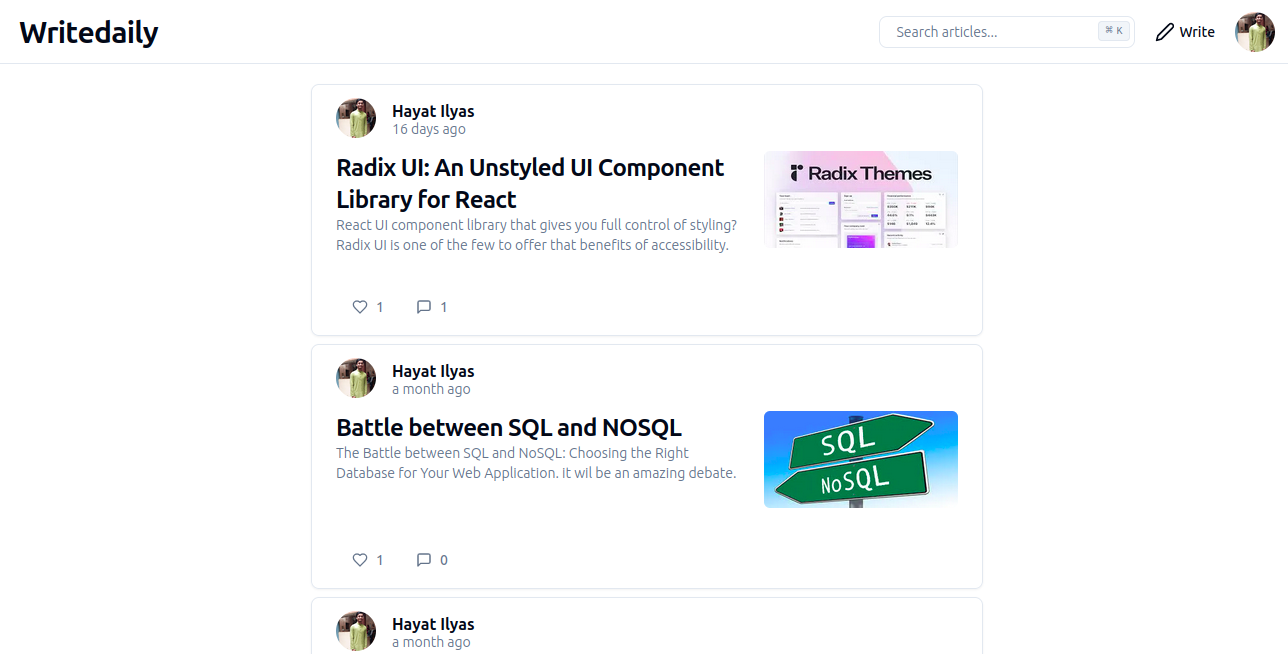 Writedaily
Search articles...
⌘ K
Write
Hayat Ilyas
16 days ago
Radix UI: An Unstyled UI Component
Library for React
React UI component library that gives you full control of styling?
Radix UI is one of the few to offer that benefits of accessibility.
Radix Themes
1
1
Hayat Ilyas
a month ago
Battle between SQL and NOSQL
The Battle between SQL and NoSQL: Choosing the Right
Database for Your Web Application. it wil be an amazing debate.
SQL
NoSQL
1
0
Hayat Ilyas
a month ago